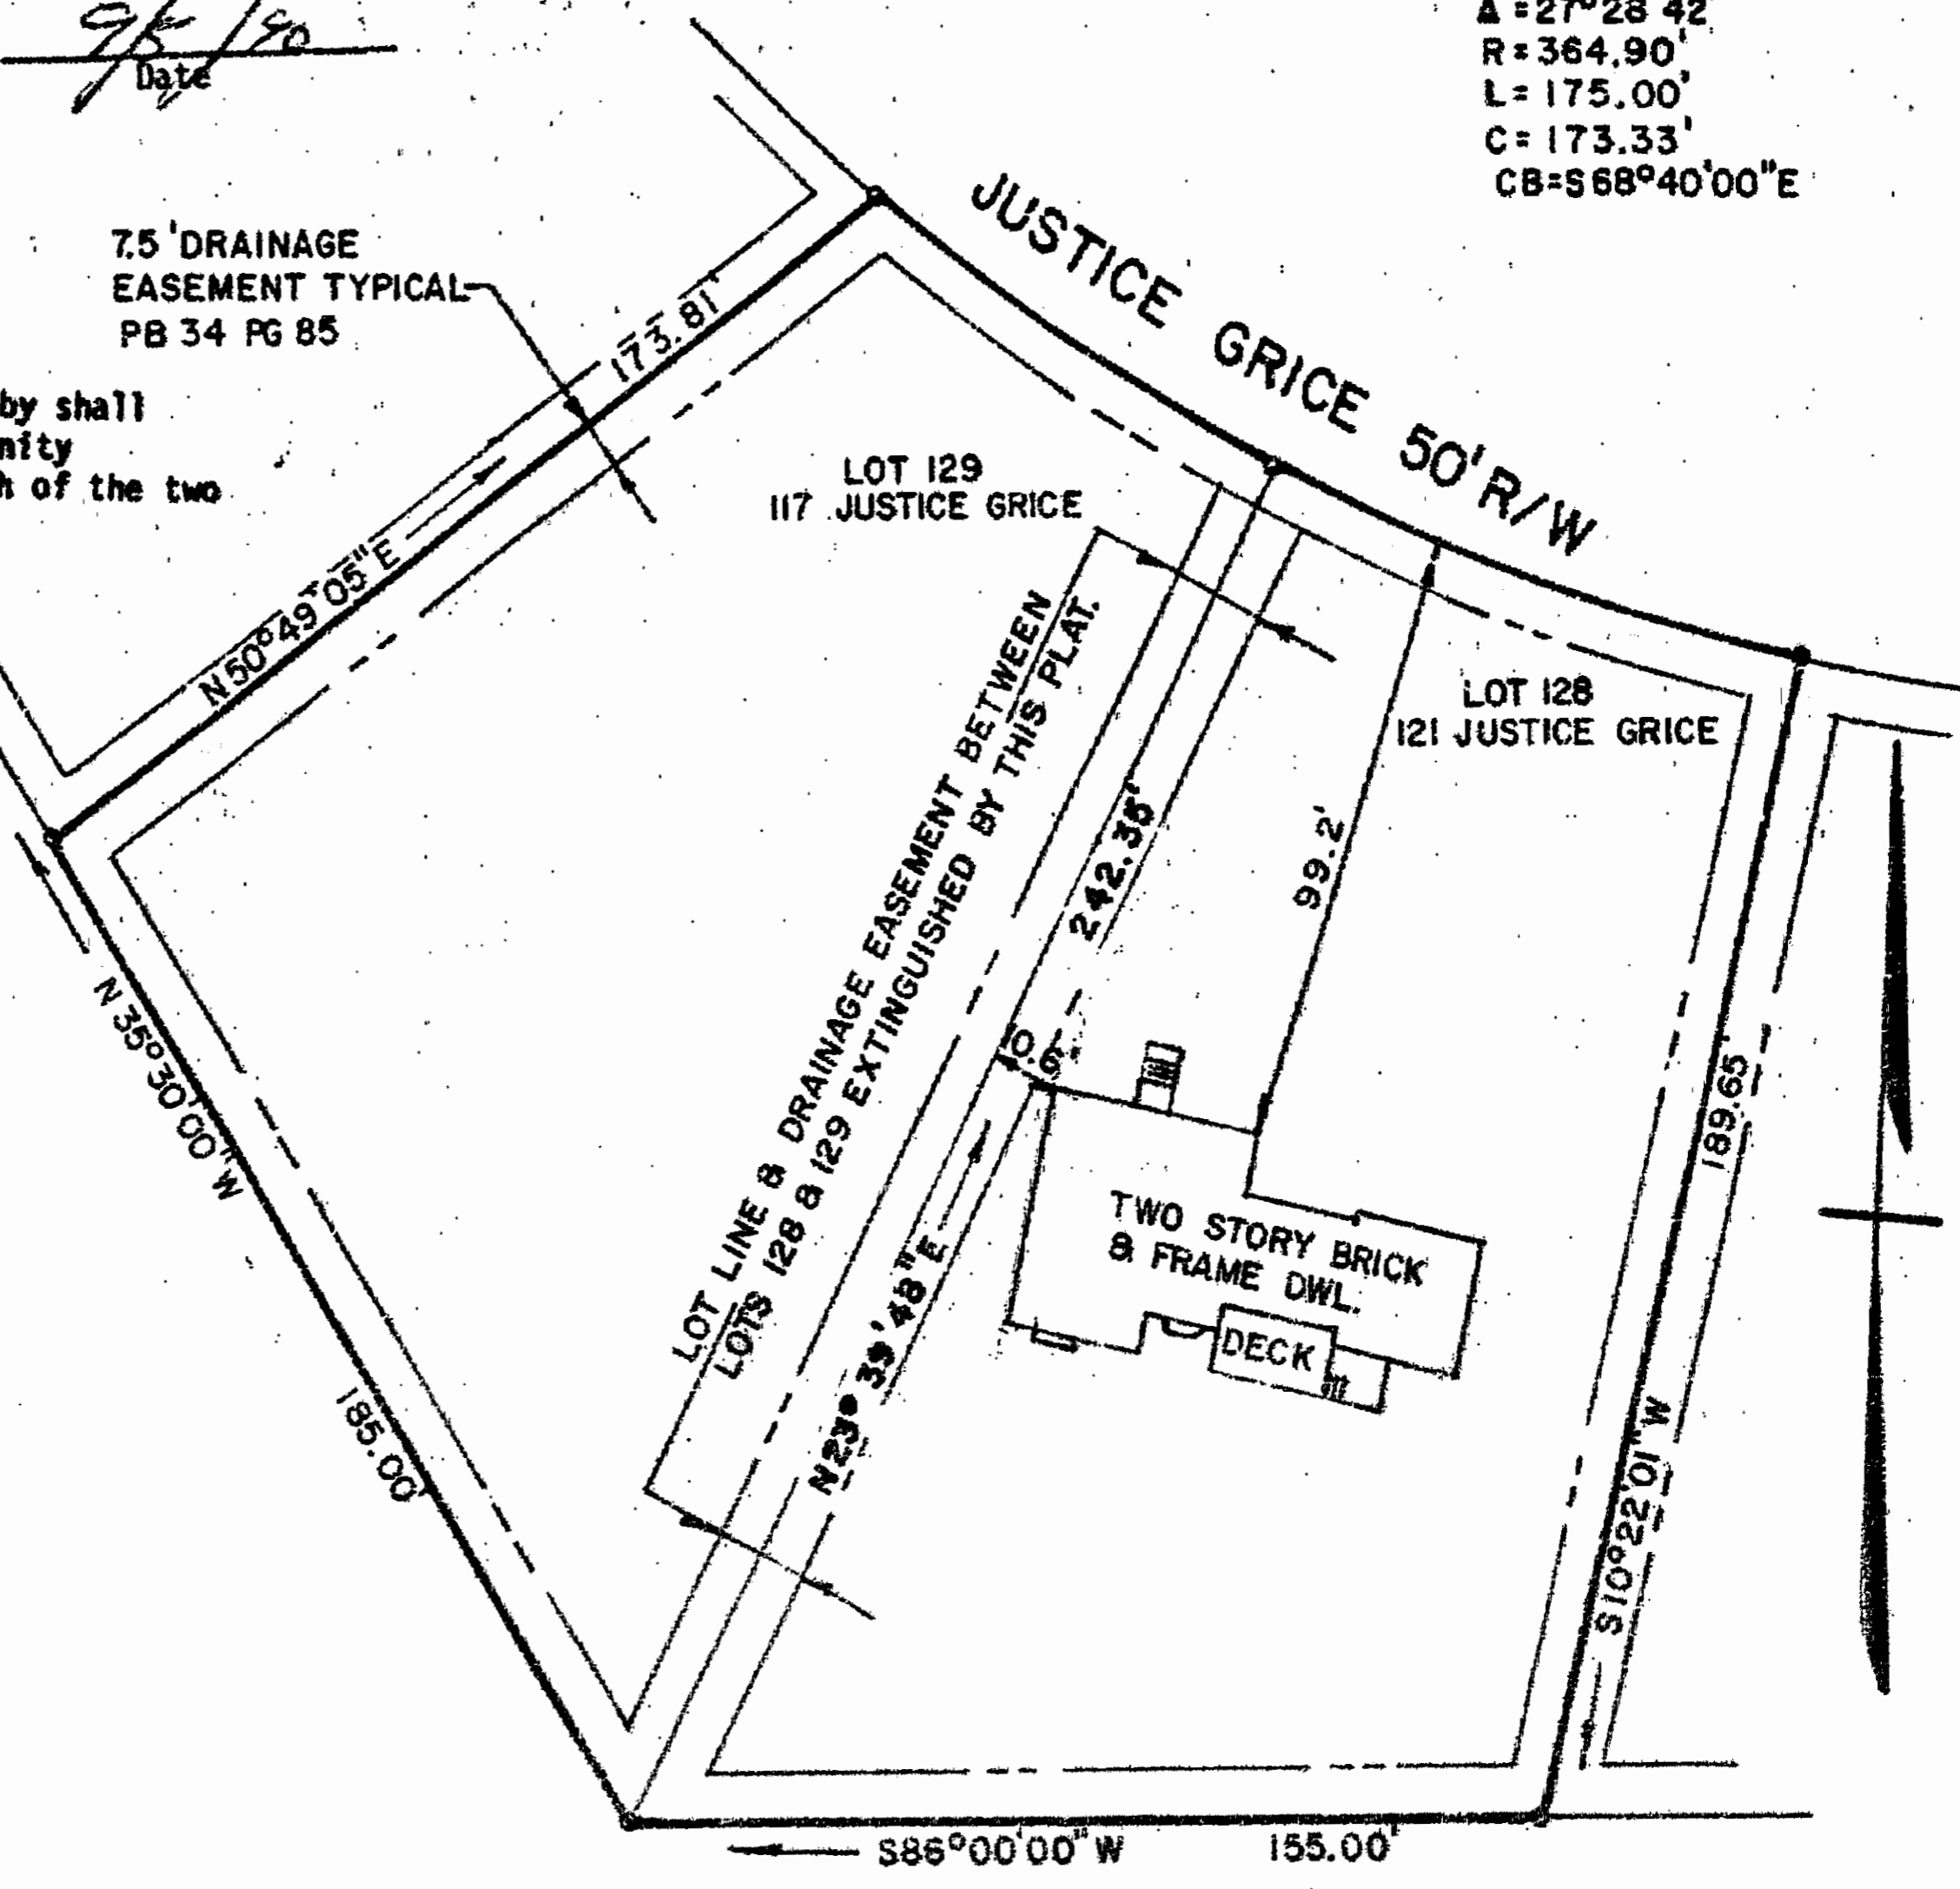 9/5/90
Date
Δ = 27°28'42"
R = 364.90'
L = 175.00'
C = 173.33'
CB=S68°40'00"E
7.5' DRAINAGE
EASEMENT TYPICAL
PB 34 PG 85
by shall
nity
h of the two
JUSTICE GRICE 50' R/W
N50°49'05"E
173.81'
LOT 129
117 JUSTICE GRICE
LOT 128
121 JUSTICE GRICE
LOT LINE & DRAINAGE EASEMENT BETWEEN
LOTS 128 & 129 EXTINGUISHED BY THIS PLAT.
N23°39'48"E
242.35'
99.2'
10.6'
TWO STORY BRICK
& FRAME DWL.
DECK
189.65'
S10°22'01"W
N35°30'00"W
185.00'
S86°00'00"W
155.00'